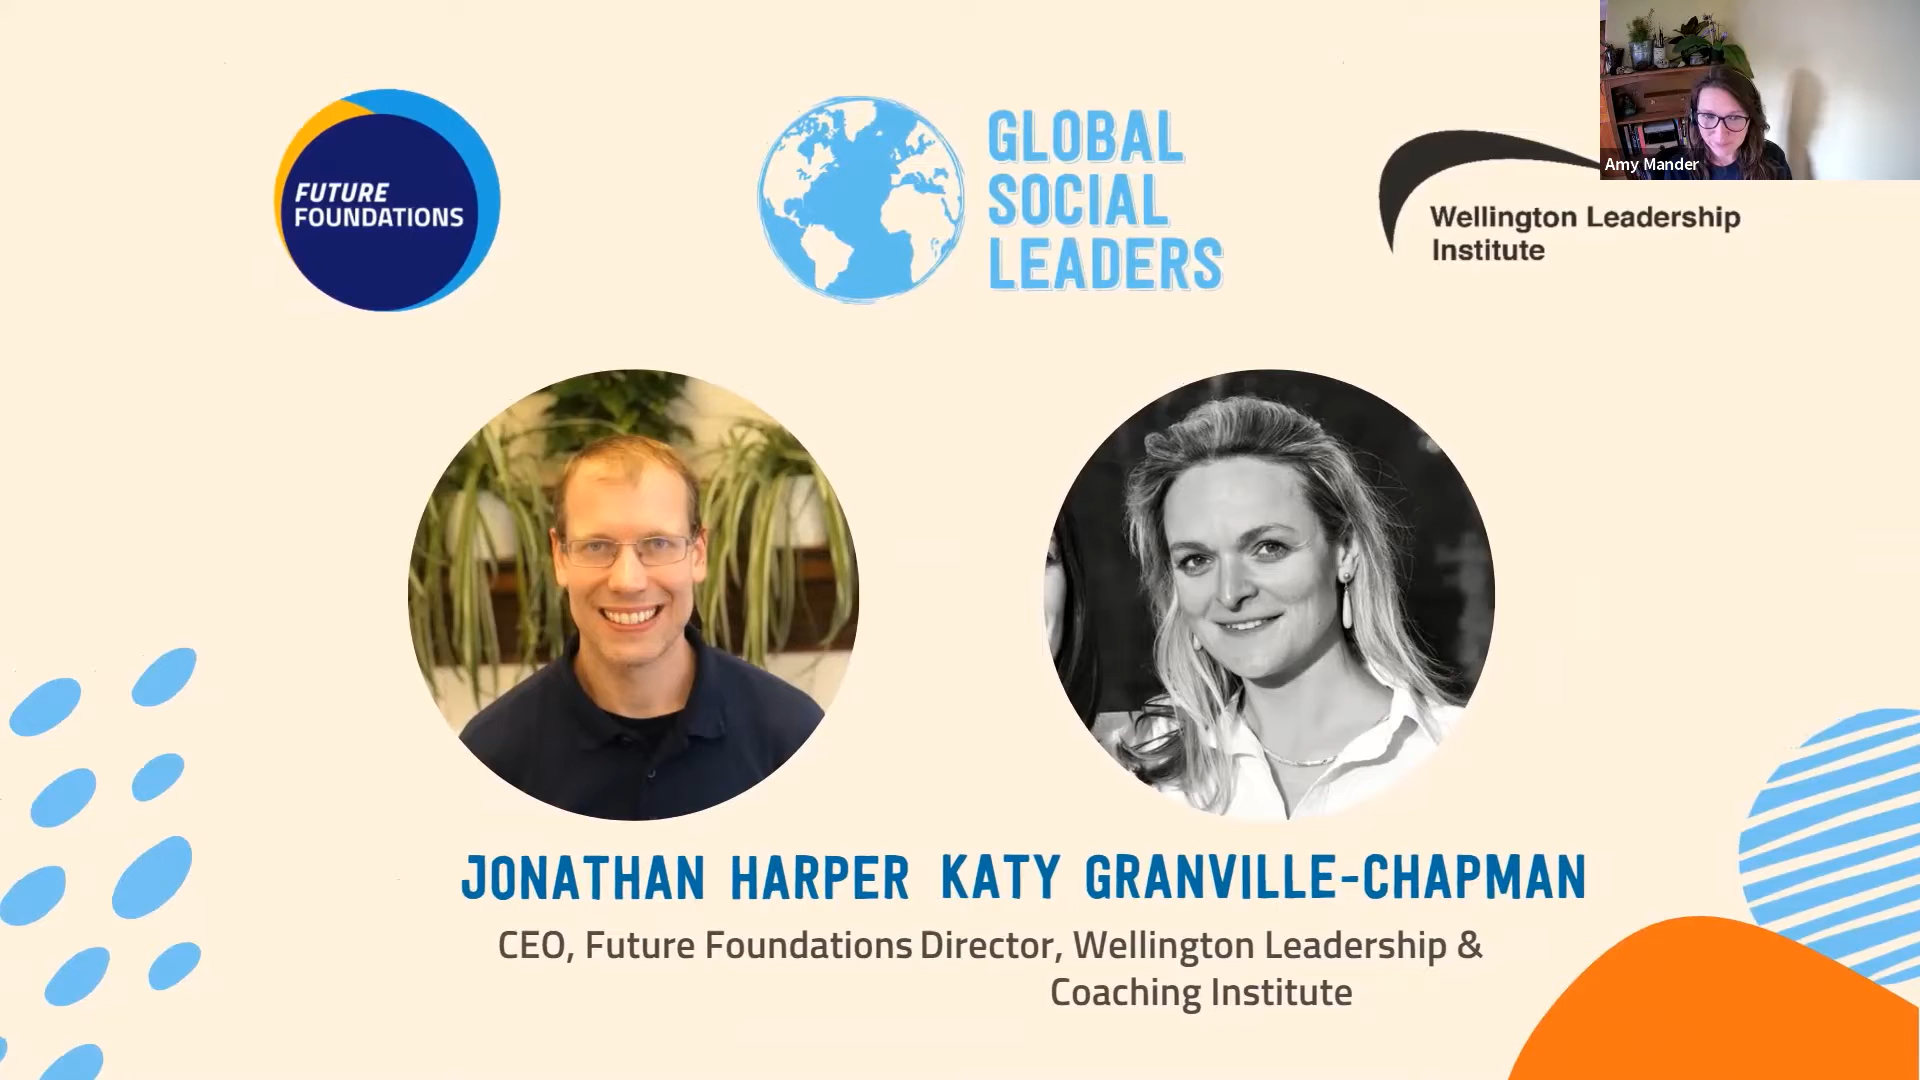 FUTURE
FOUNDATIONS
GLOBAL
SOCIAL
LEADERS
Wellington Leadership
Institute
Amy Mander
JONATHAN HARPER
CEO, Future Foundations
KATY GRANVILLE-CHAPMAN
Director, Wellington Leadership &
Coaching Institute